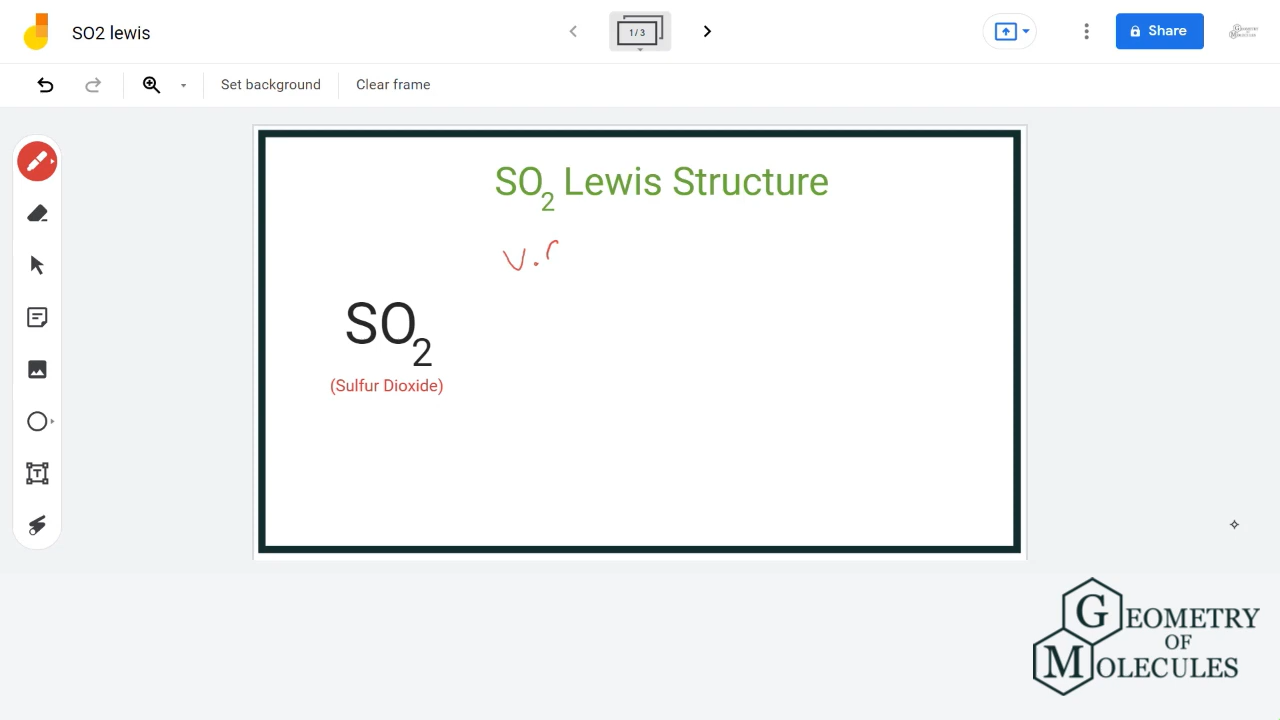 SO2 lewis
1/3
Share
Set background
Clear frame
SO2 Lewis Structure
SO2
(Sulfur Dioxide)
GEOMETRY
OF
MOLECULES